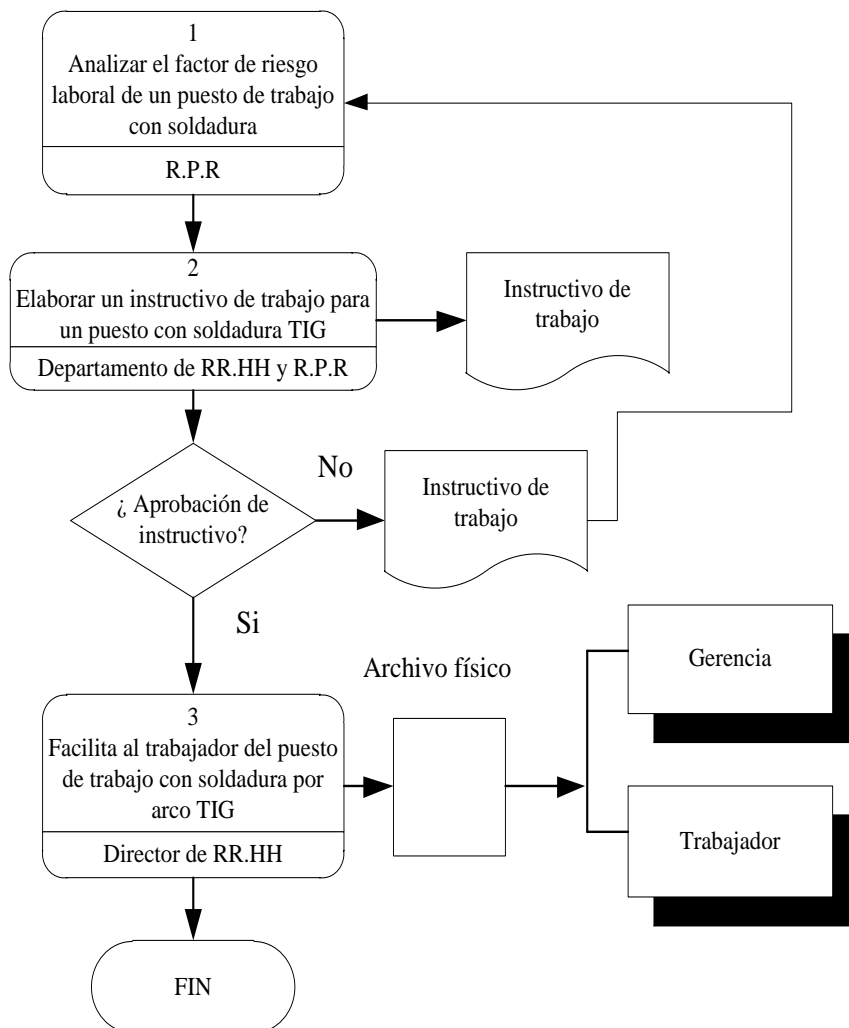 1
Analizar el factor de riesgo
laboral de un puesto de trabajo
con soldadura
R.P.R
2
Elaborar un instructivo de trabajo para
un puesto con soldadura TIG
Departamento de RR.HH y R.P.R
Instructivo de
trabajo
¿ Aprobación de
instructivo?
No
Instructivo de
trabajo
Si
3
Facilita al trabajador del puesto
de trabajo con soldadura por
arco TIG
Director de RR.HH
Archivo físico
Gerencia
Trabajador
FIN